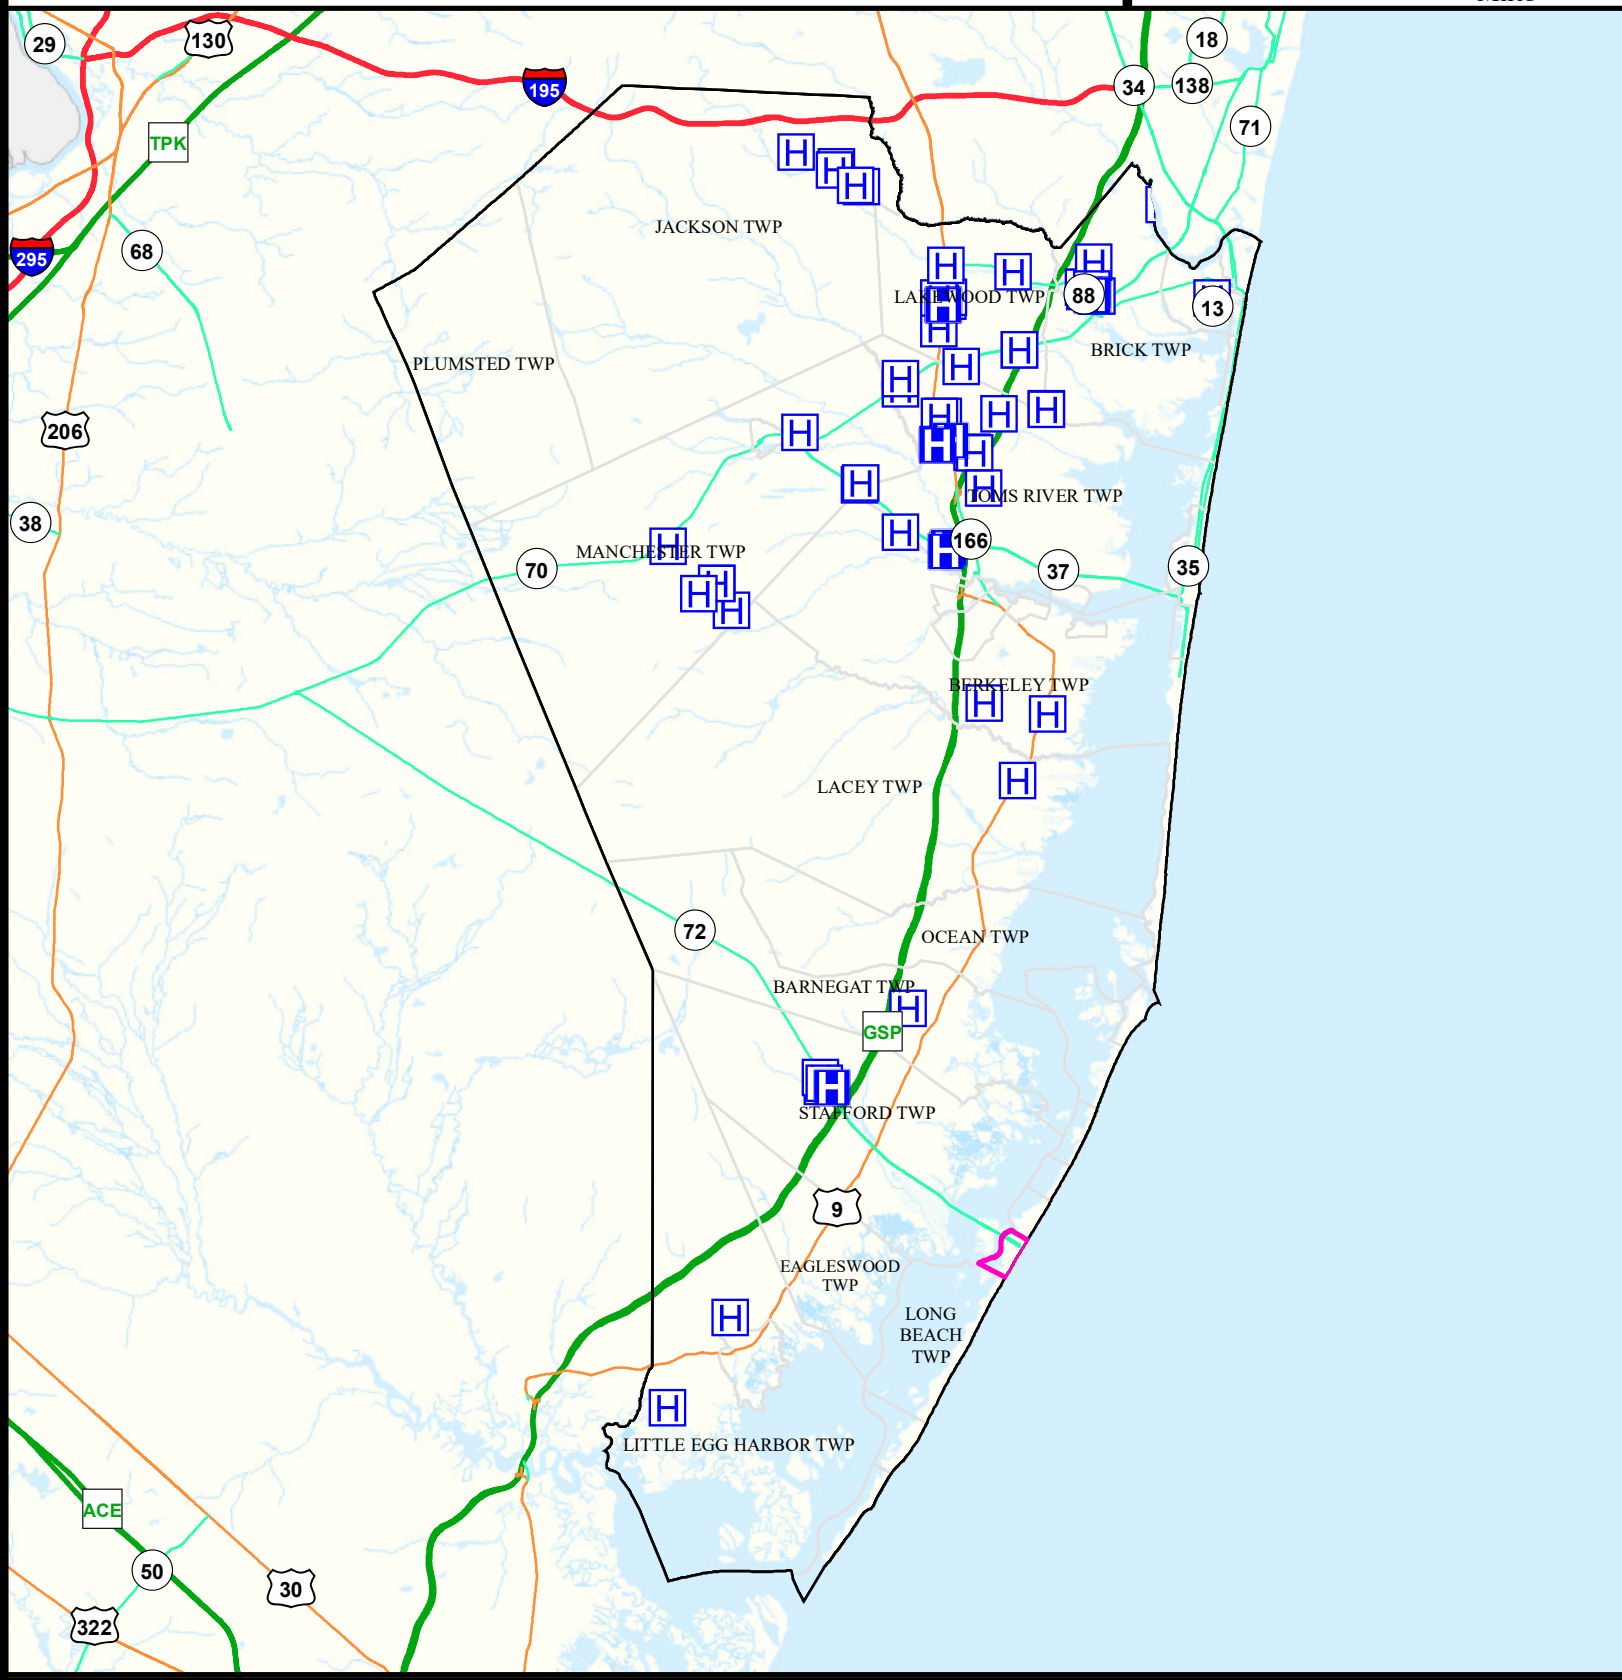 29
130
18
195
34
138
71
TPK
JACKSON TWP
68
295
H
H
H
H
H
H
LAKEWOOD TWP
88
13
H
H
PLUMSTED TWP
BRICK TWP
H
H
H
206
H
H
H
H
H
H
H
H
TOMS RIVER TWP
38
H
166
H
MANCHESTER TWP
H
70
37
35
H
H
H
BERKELEY TWP
H
H
H
LACEY TWP
72
OCEAN TWP
BARNEGAT TWP
H
GSP
H
STAFFORD TWP
9
EAGLESWOOD
TWP
H
LONG
BEACH
TWP
H
LITTLE EGG HARBOR TWP
ACE
50
30
322